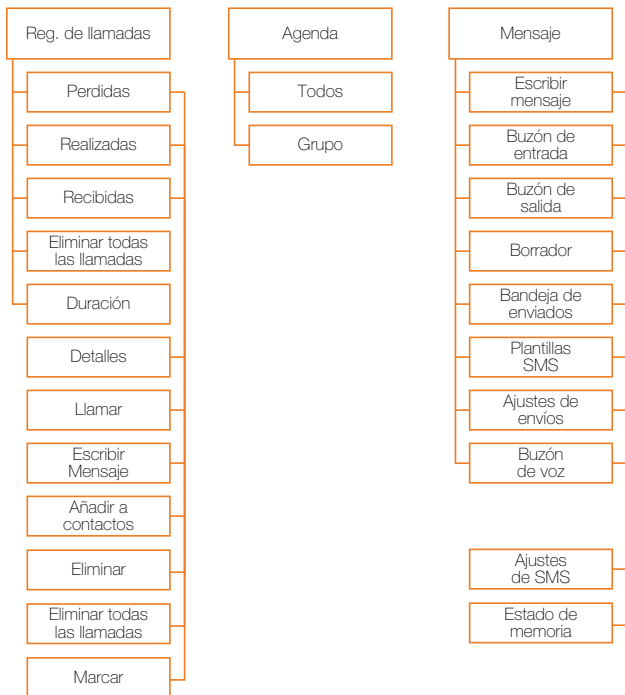 Reg. de llamadas
Perdidas
Realizadas
Recibidas
Eliminar todas
las llamadas
Duración
Detalles
Llamar
Escribir
Mensaje
Añadir a
contactos
Eliminar
Eliminar todas
las llamadas
Marcar
Agenda
Todos
Grupo
Mensaje
Escribir
mensaje
Buzón de
entrada
Buzón de
salida
Borrador
Bandeja de
enviados
Plantillas
SMS
Ajustes de
envíos
Buzón
de voz
Ajustes
de SMS
Estado de
memoria